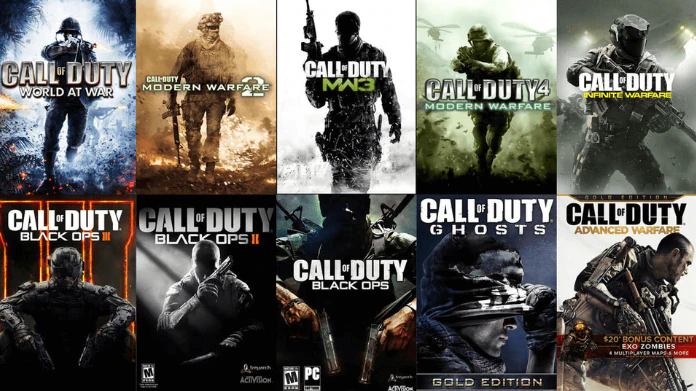 CALL OF DUTY
WORLD AT WAR
CALL OF DUTY
MODERN WARFARE 2
CALL OF DUTY
MW3
CALL OF DUTY 4
MODERN WARFARE
CALL OF DUTY
INFINITE WARFARE
CALL OF DUTY
BLACK OPS III
CALL OF DUTY
BLACK OPS II
M
treyarch
ACTIVISION
CALL OF DUTY
BLACK OPS
M
PC
treyarch
ACTIVISION
CALL OF DUTY
GHOSTS
GOLD EDITION
GOLD EDITION
CALL OF DUTY
ADVANCED WARFARE
$20* BONUS CONTENT
EXO ZOMBIES
4 MULTIPLAYER MAPS & MORE